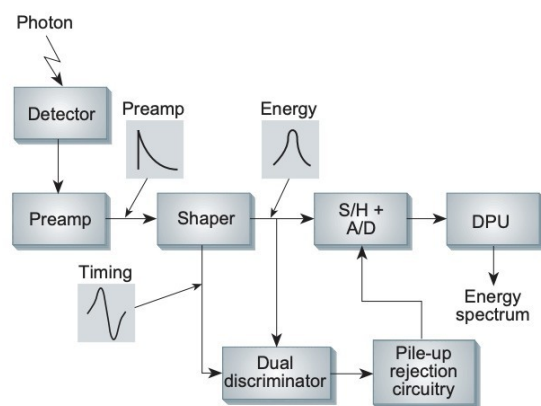 Photon
Detector
Preamp
Energy
Preamp
Shaper
S/H +
A/D
DPU
Timing
Energy
spectrum
Dual
discriminator
Pile-up
rejection
circuitry